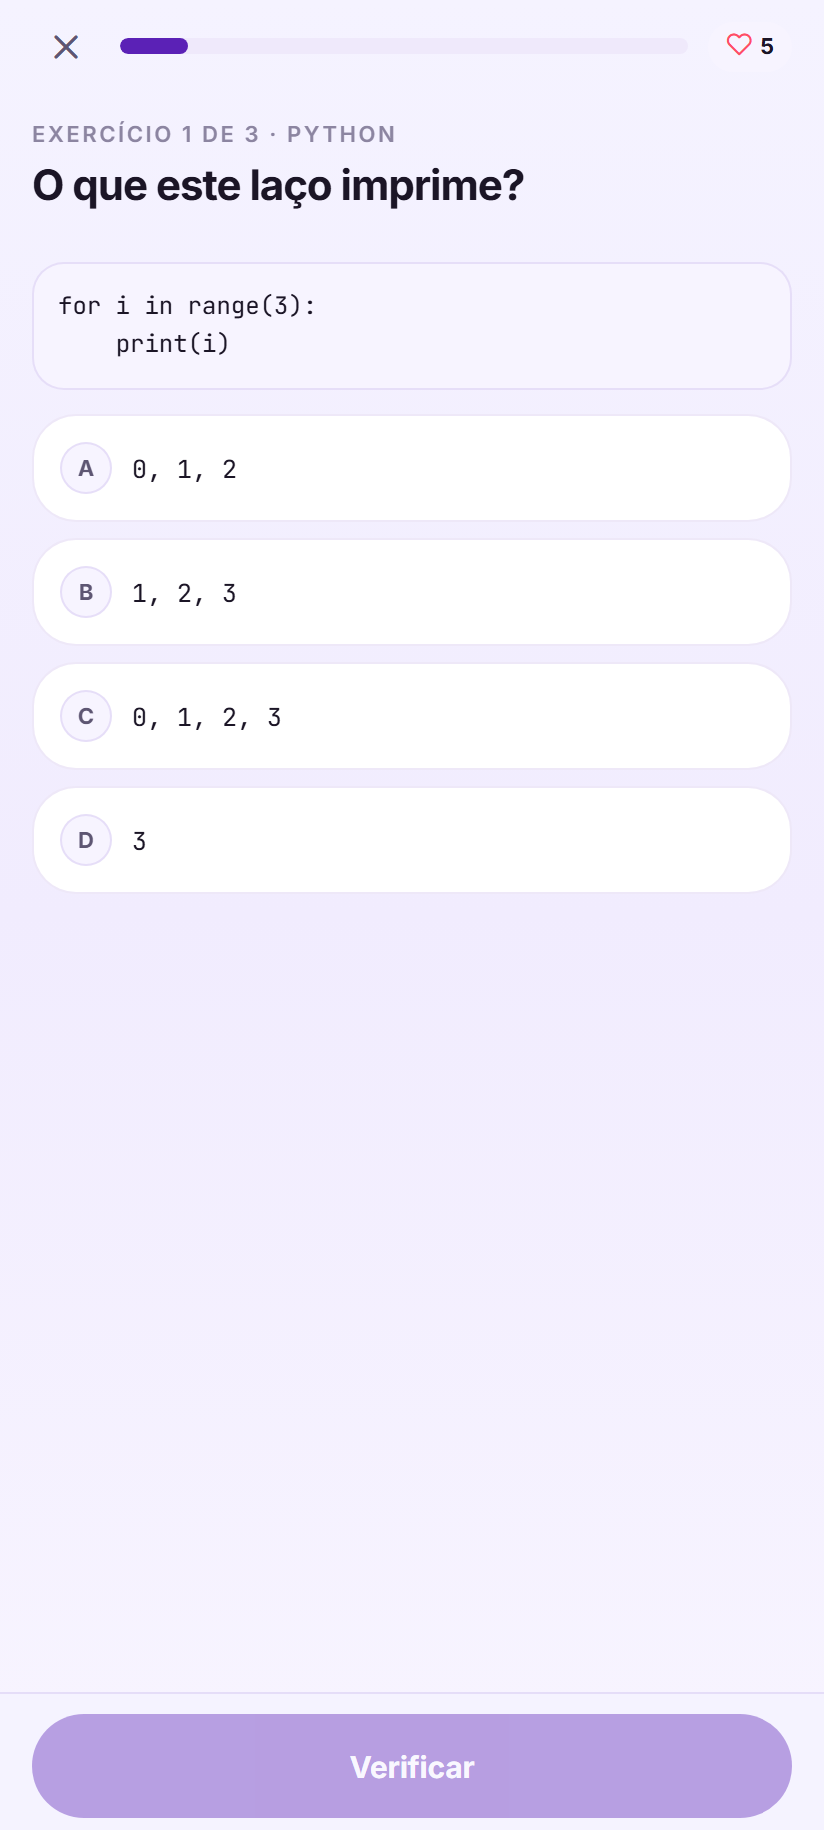 5
EXERCÍCIO 1 DE 3 · PYTHON
O que este laço imprime?
for i in range(3):
    print(i)
A 0, 1, 2
B 1, 2, 3
C 0, 1, 2, 3
D 3
Verificar